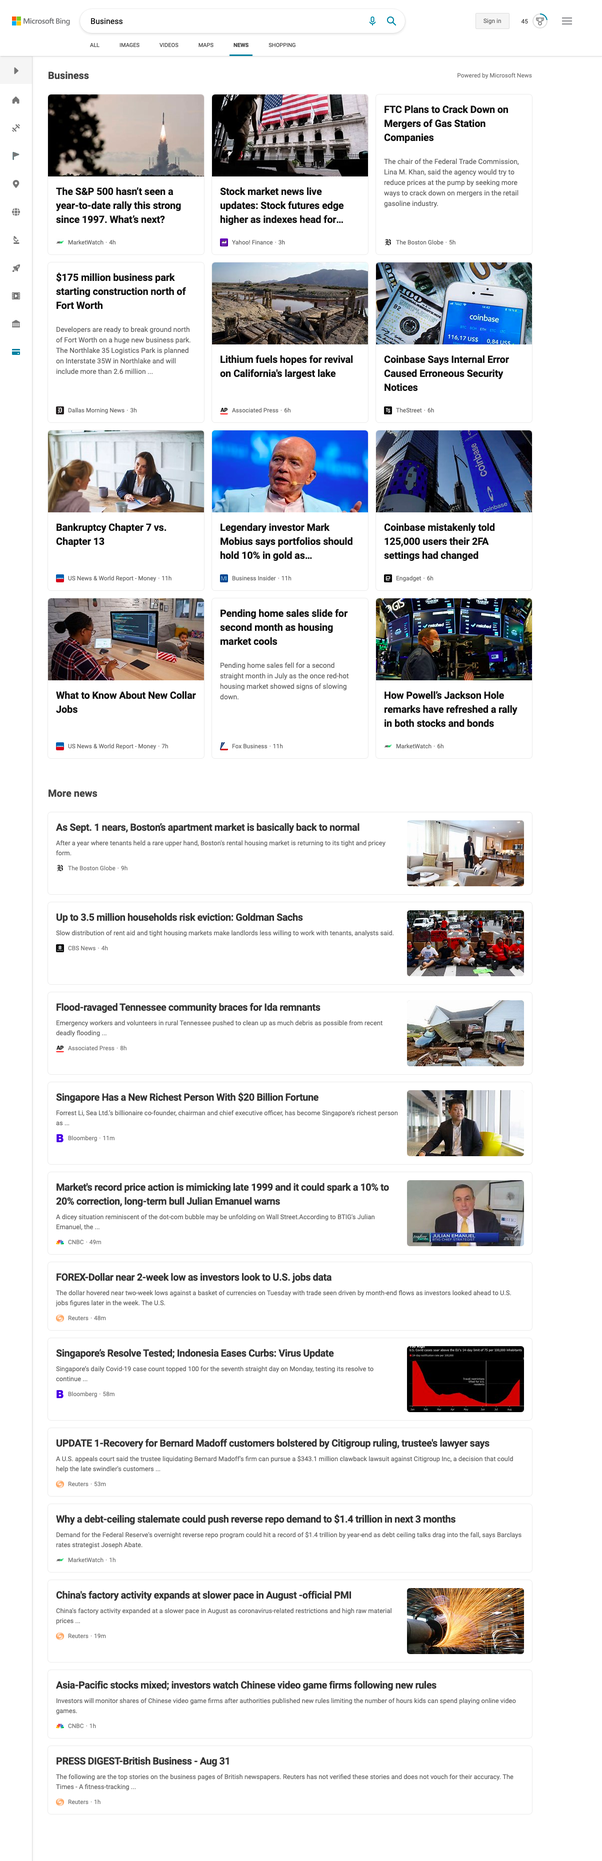 Microsoft Bing
Business
Sign in
45
ALL
IMAGES
VIDEOS
MAPS
NEWS
SHOPPING
Business
Powered by Microsoft News
The S&P 500 hasn't seen a
year-to-date rally this strong
since 1997. What's next?
MarketWatch · 4h
Stock market news live
updates: Stock futures edge
higher as indexes head for...
Yahoo! Finance · 3h
FTC Plans to Crack Down on
Mergers of Gas Station
Companies
The chair of the Federal Trade Commission,
Lina M. Khan, said the agency would try to
reduce prices at the pump by seeking more
ways to crack down on mergers in the retail
gasoline industry.
The Boston Globe · 5h
$175 million business park
starting construction north of
Fort Worth
Developers are ready to break ground north
of Fort Worth on a huge new business park.
The Northlake 35 Logistics Park is planned
on Interstate 35W in Northlake and will
include more than 2.6 million ...
Dallas Morning News · 3h
Lithium fuels hopes for revival
on California's largest lake
AP
Associated Press · 6h
coinbase
116,17 US$
0,84 US$
Coinbase Says Internal Error
Caused Erroneous Security
Notices
TheStreet · 6h
Bankruptcy Chapter 7 vs.
Chapter 13
US News & World Report - Money · 11h
Legendary investor Mark
Mobius says portfolios should
hold 10% in gold as...
Business Insider · 11h
coinbase
Coinbase mistakenly told
125,000 users their 2FA
settings had changed
Engadget · 6h
What to Know About New Collar
Jobs
US News & World Report - Money · 7h
Pending home sales slide for
second month as housing
market cools
Pending home sales fell for a second
straight month in July as the once red-hot
housing market showed signs of slowing
down.
Fox Business · 11h
How Powell's Jackson Hole
remarks have refreshed a rally
in both stocks and bonds
MarketWatch · 6h
More news
As Sept. 1 nears, Boston's apartment market is basically back to normal
After a year where tenants held a rare upper hand, Boston's rental housing market is returning to its tight and pricey
form.
The Boston Globe · 9h
Up to 3.5 million households risk eviction: Goldman Sachs
Slow distribution of rent aid and tight housing markets make landlords less willing to work with tenants, analysts said.
CBS News · 4h
Flood-ravaged Tennessee community braces for Ida remnants
Emergency workers and volunteers in rural Tennessee pushed to clean up as much debris as possible from recent
deadly flooding ...
AP
Associated Press · 8h
Singapore Has a New Richest Person With $20 Billion Fortune
Forrest Li, Sea Ltd.'s billionaire co-founder, chairman and chief executive officer, has become Singapore's richest person
as ...
B
Bloomberg · 11m
Market's record price action is mimicking late 1999 and it could spark a 10% to
20% correction, long-term bull Julian Emanuel warns
A dicey situation reminiscent of the dot-com bubble may be unfolding on Wall Street.According to BTIG's Julian
Emanuel, the ...
CNBC · 49m
JULIAN EMANUEL
FOREX-Dollar near 2-week low as investors look to U.S. jobs data
The dollar hovered near two-week lows against a basket of currencies on Tuesday with trade seen driven by month-end flows as investors looked ahead to U.S.
jobs figures later in the week. The U.S.
Reuters · 48m
Singapore's Resolve Tested; Indonesia Eases Curbs: Virus Update
Singapore's daily Covid-19 case count topped 100 for the seventh straight day on Monday, testing its resolve to
continue ...
B
Bloomberg · 58m
UPDATE 1-Recovery for Bernard Madoff customers bolstered by Citigroup ruling, trustee's lawyer says
A U.S. appeals court said the trustee liquidating Bernard Madoff's firm can pursue a $343.1 million clawback lawsuit against Citigroup Inc, a decision that could
help the late swindler's customers ...
Reuters · 53m
Why a debt-ceiling stalemate could push reverse repo demand to $1.4 trillion in next 3 months
Demand for the Federal Reserve's overnight reverse repo program could hit a record of $1.4 trillion by year-end as debt ceiling talks drag into the fall, says Barclays
rates strategist Joseph Abate.
MarketWatch · 1h
China's factory activity expands at slower pace in August -official PMI
China's factory activity expanded at a slower pace in August as coronavirus-related restrictions and high raw material
prices ...
Reuters · 19m
Asia-Pacific stocks mixed; investors watch Chinese video game firms following new rules
Investors will monitor shares of Chinese video game firms after authorities published new rules limiting the number of hours kids can spend playing online video
games.
CNBC · 1h
PRESS DIGEST-British Business - Aug 31
The following are the top stories on the business pages of British newspapers. Reuters has not verified these stories and does not vouch for their accuracy. The
Times - A fitness-tracking ...
Reuters · 1h